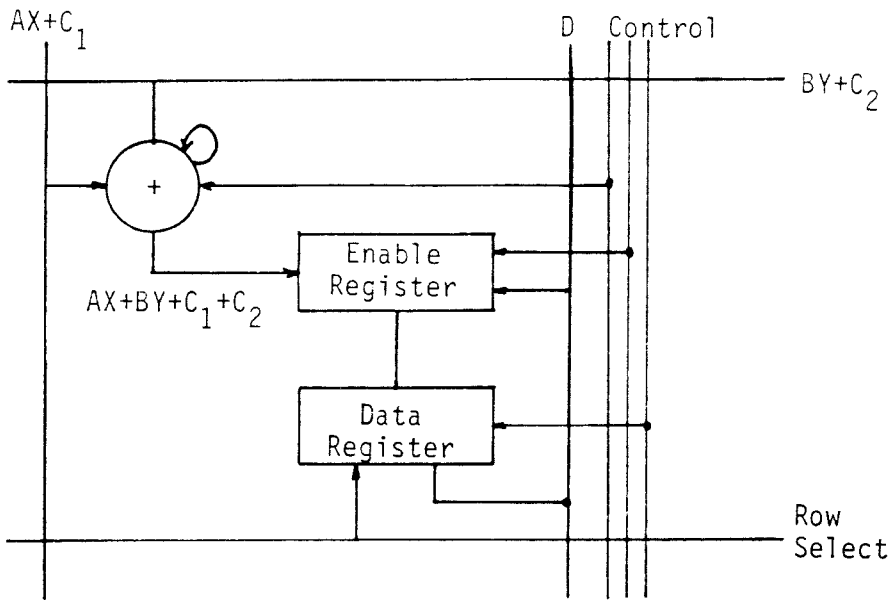 AX+C₁
D Control
BY+C₂
+
Enable
Register
AX+BY+C₁+C₂
Data
Register
Row
Select